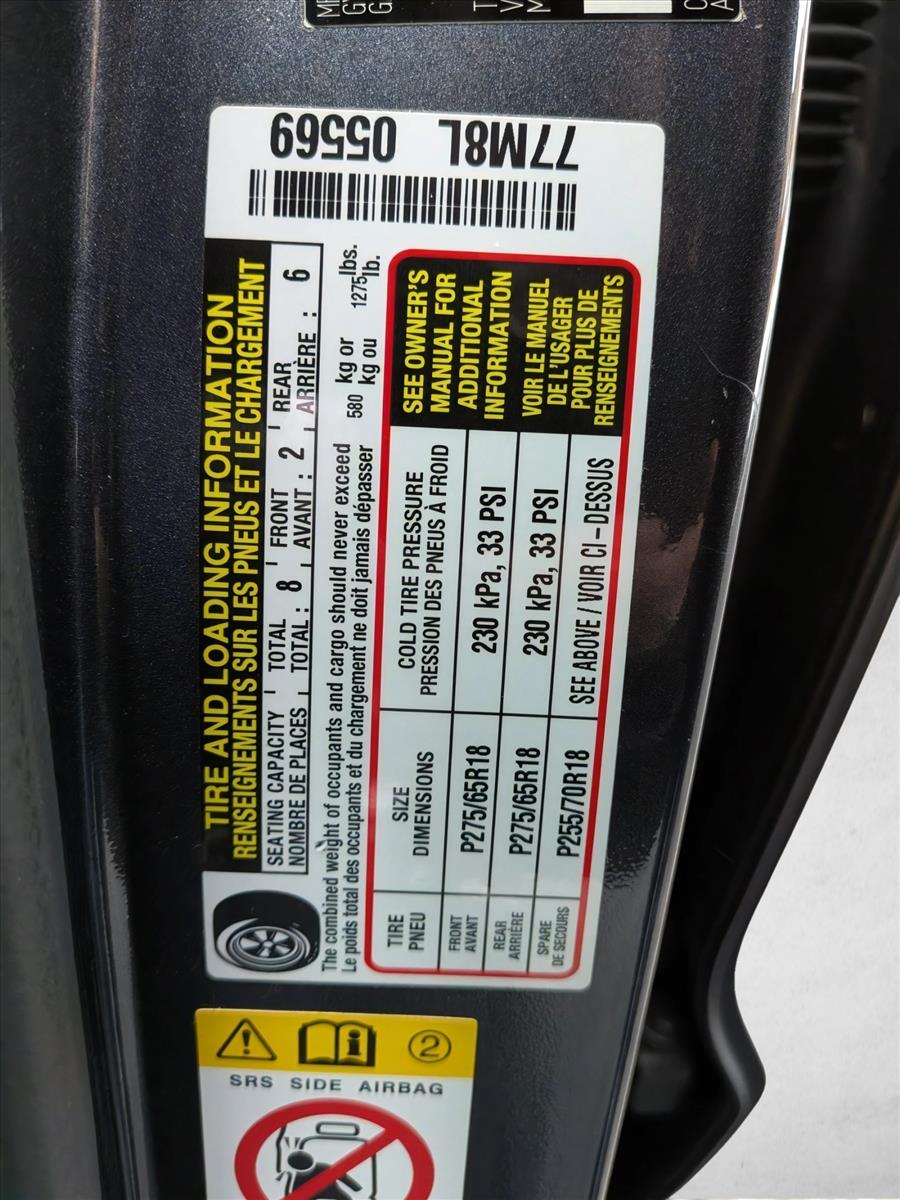 77M8L 05569
TIRE AND LOADING INFORMATION
RENSEIGNEMENTS SUR LES PNEUS ET LE CHARGEMENT
SEATING CAPACITY TOTAL 8 FRONT 2 REAR 6
NOMBRE DE PLACES TOTAL : AVANT : ARRIÈRE :
The combined weight of occupants and cargo should never exceed 580 kg or 1275 lbs.
Le poids total des occupants et du chargement ne doit jamais dépasser kg ou lb.
TIRE SIZE COLD TIRE PRESSURE
PNEU DIMENSIONS PRESSION DES PNEUS À FROID
FRONT P275/65R18 230 kPa, 33 PSI
AVANT
REAR P275/65R18 230 kPa, 33 PSI
ARRIÈRE
SPARE P255/70R18 SEE ABOVE / VOIR CI – DESSUS
DE SECOURS
SEE OWNER'S
MANUAL FOR
ADDITIONAL
INFORMATION
VOIR LE MANUEL
DE L'USAGER
POUR PLUS DE
RENSEIGNEMENTS
2
SRS SIDE AIRBAG